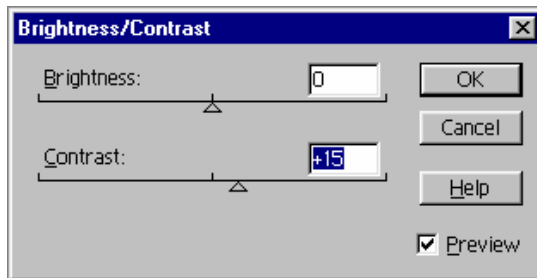 Brightness/Contrast
Brightness: 0
OK
Cancel
Contrast: +15
Help
Preview